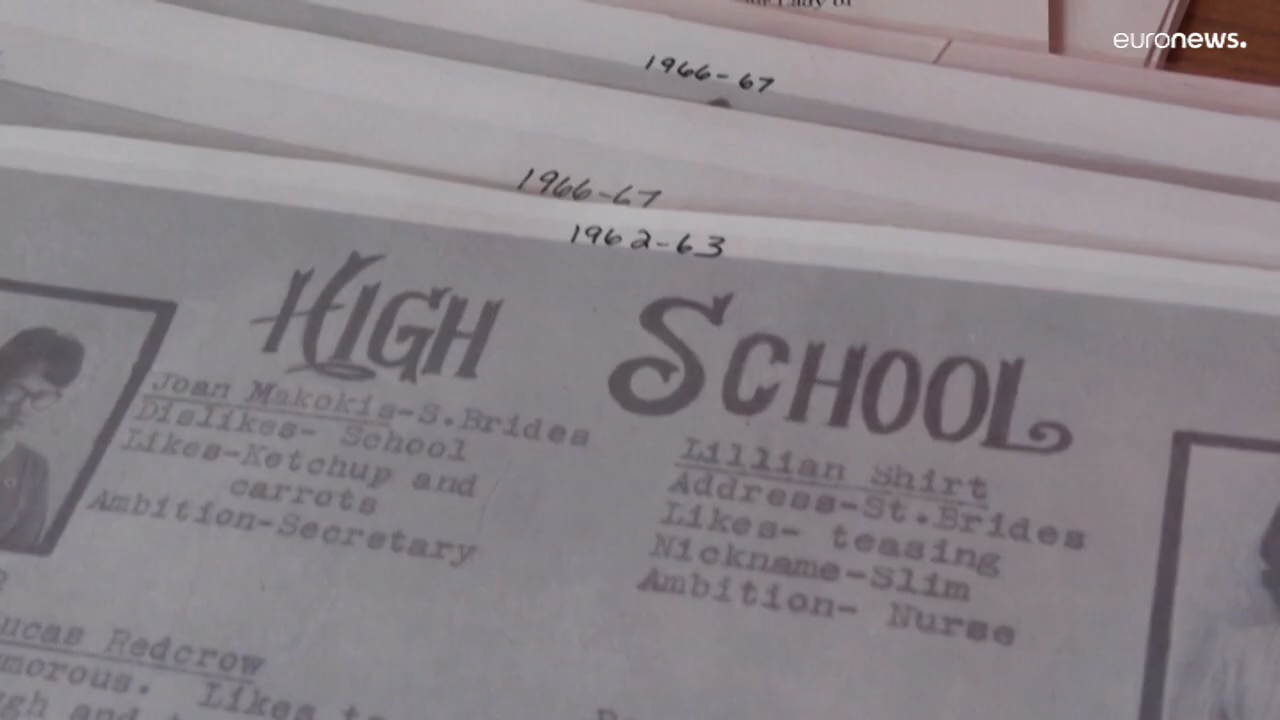 euronews.
1966-67
1966-67
1962-63
HIGH SCHOOL
Joan Makokis-S.Brides
Dislikes- School
Likes-Ketchup and
carrots
Ambition-Secretary
Lillian Shirt
Address-St.Brides
Likes- teasing
Nickname-Slim
Ambition- Nurse
Redcrow
Likes
and